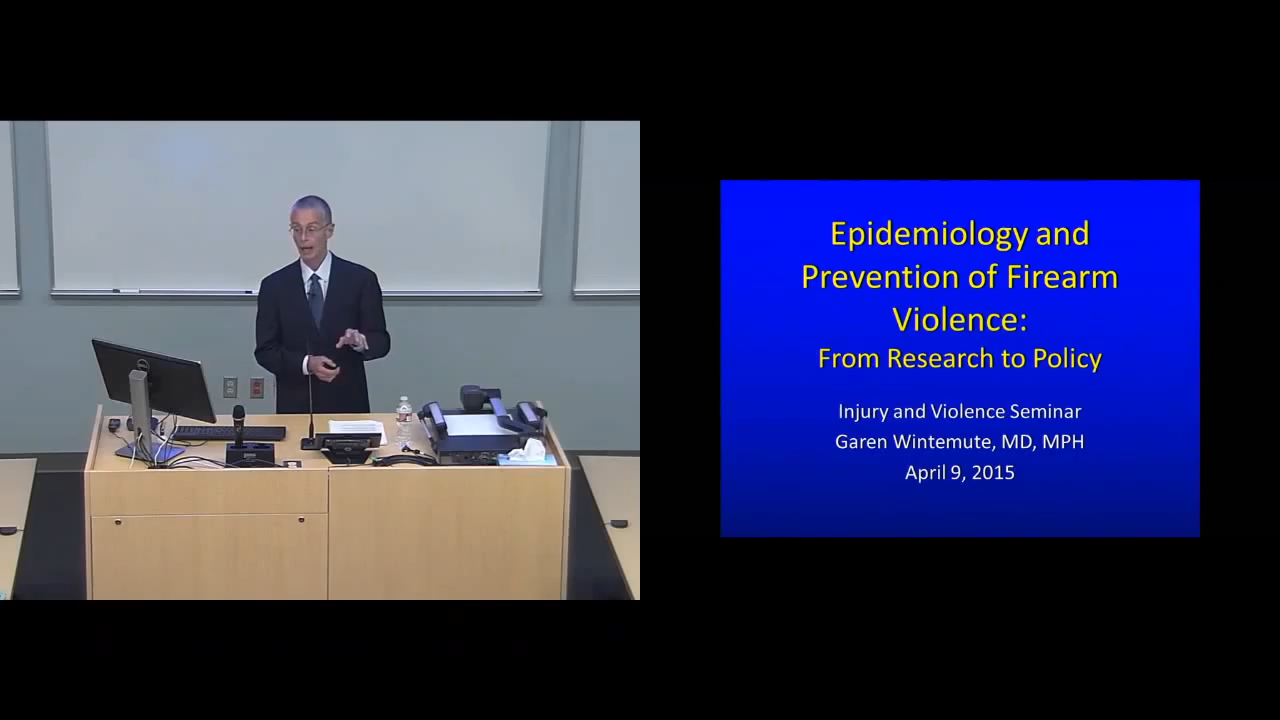 Epidemiology and
Prevention of Firearm
Violence:
From Research to Policy
Injury and Violence Seminar
Garen Wintemute, MD, MPH
April 9, 2015